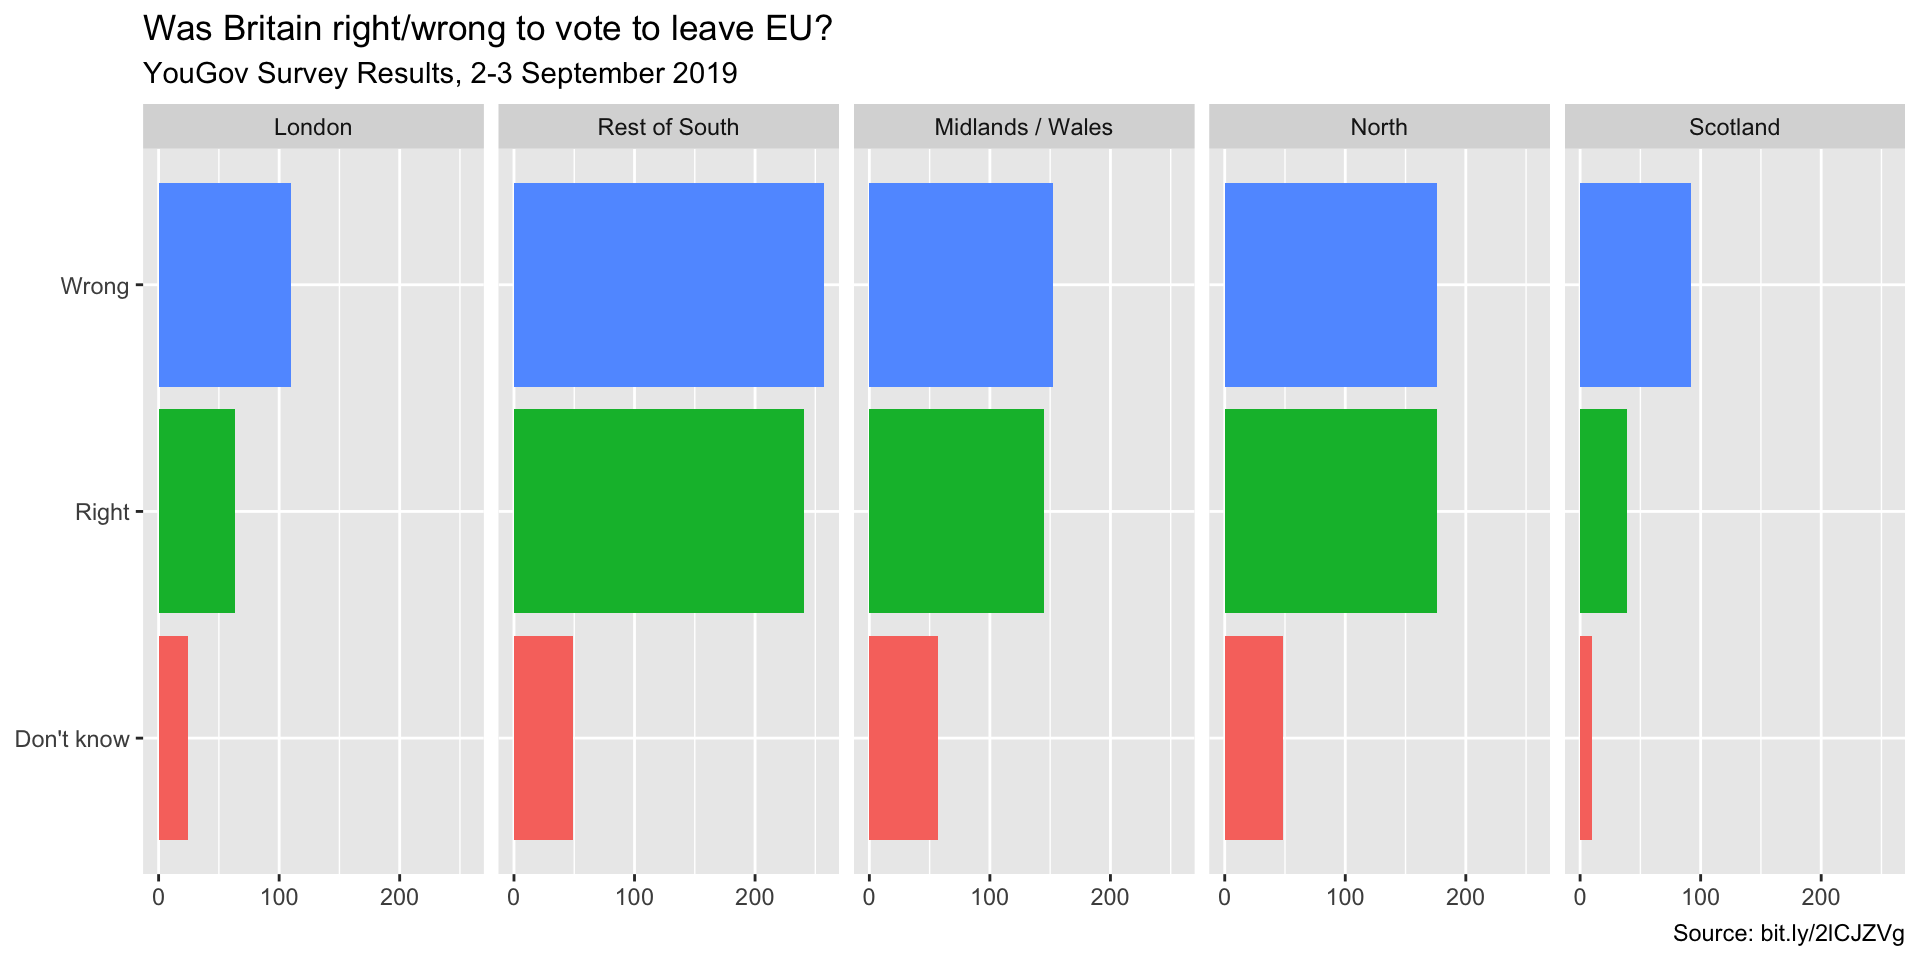 Was Britain right/wrong to vote to leave EU?
YouGov Survey Results, 2-3 September 2019
London Rest of South Midlands / Wales North Scotland
Wrong
Right
Don't know
0 100 200 0 100 200 0 100 200 0 100 200 0 100 200
Source: bit.ly/2lCJZVg